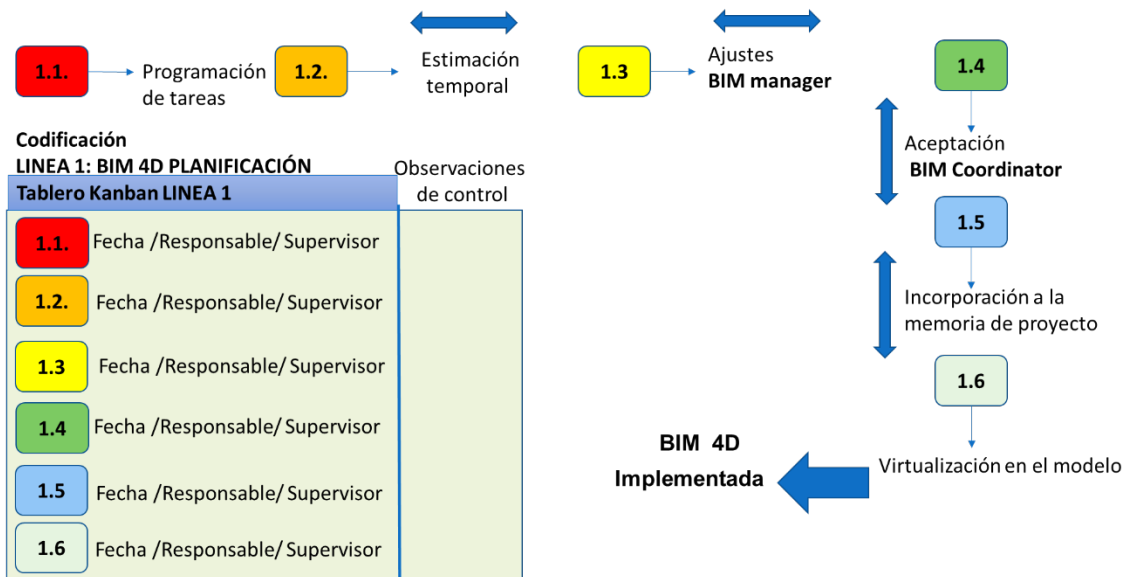 1.1.
Programación
de tareas
1.2.
Estimación
temporal
1.3
Ajustes
BIM manager
1.4
Aceptación
BIM Coordinator
1.5
Incorporación a la
memoria de proyecto
1.6
Virtualización en el modelo
BIM 4D
Implementada
Codificación
LINEA 1: BIM 4D PLANIFICACIÓN
Tablero Kanban LINEA 1
Observaciones
de control
1.1. Fecha /Responsable/ Supervisor
1.2. Fecha /Responsable/ Supervisor
1.3 Fecha /Responsable/ Supervisor
1.4 Fecha /Responsable/ Supervisor
1.5 Fecha /Responsable/ Supervisor
1.6 Fecha /Responsable/ Supervisor